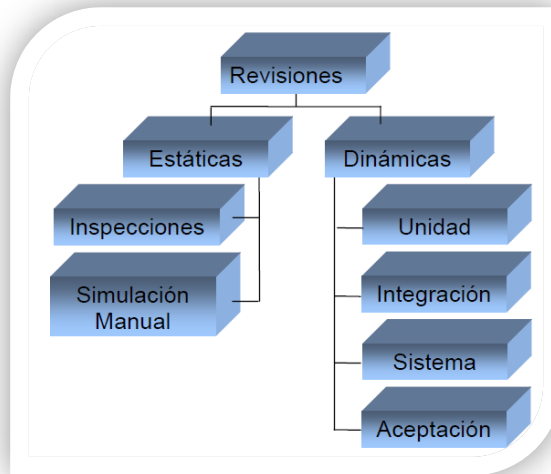 Revisiones
Estáticas
Dinámicas
Inspecciones
Simulación
Manual
Unidad
Integración
Sistema
Aceptación